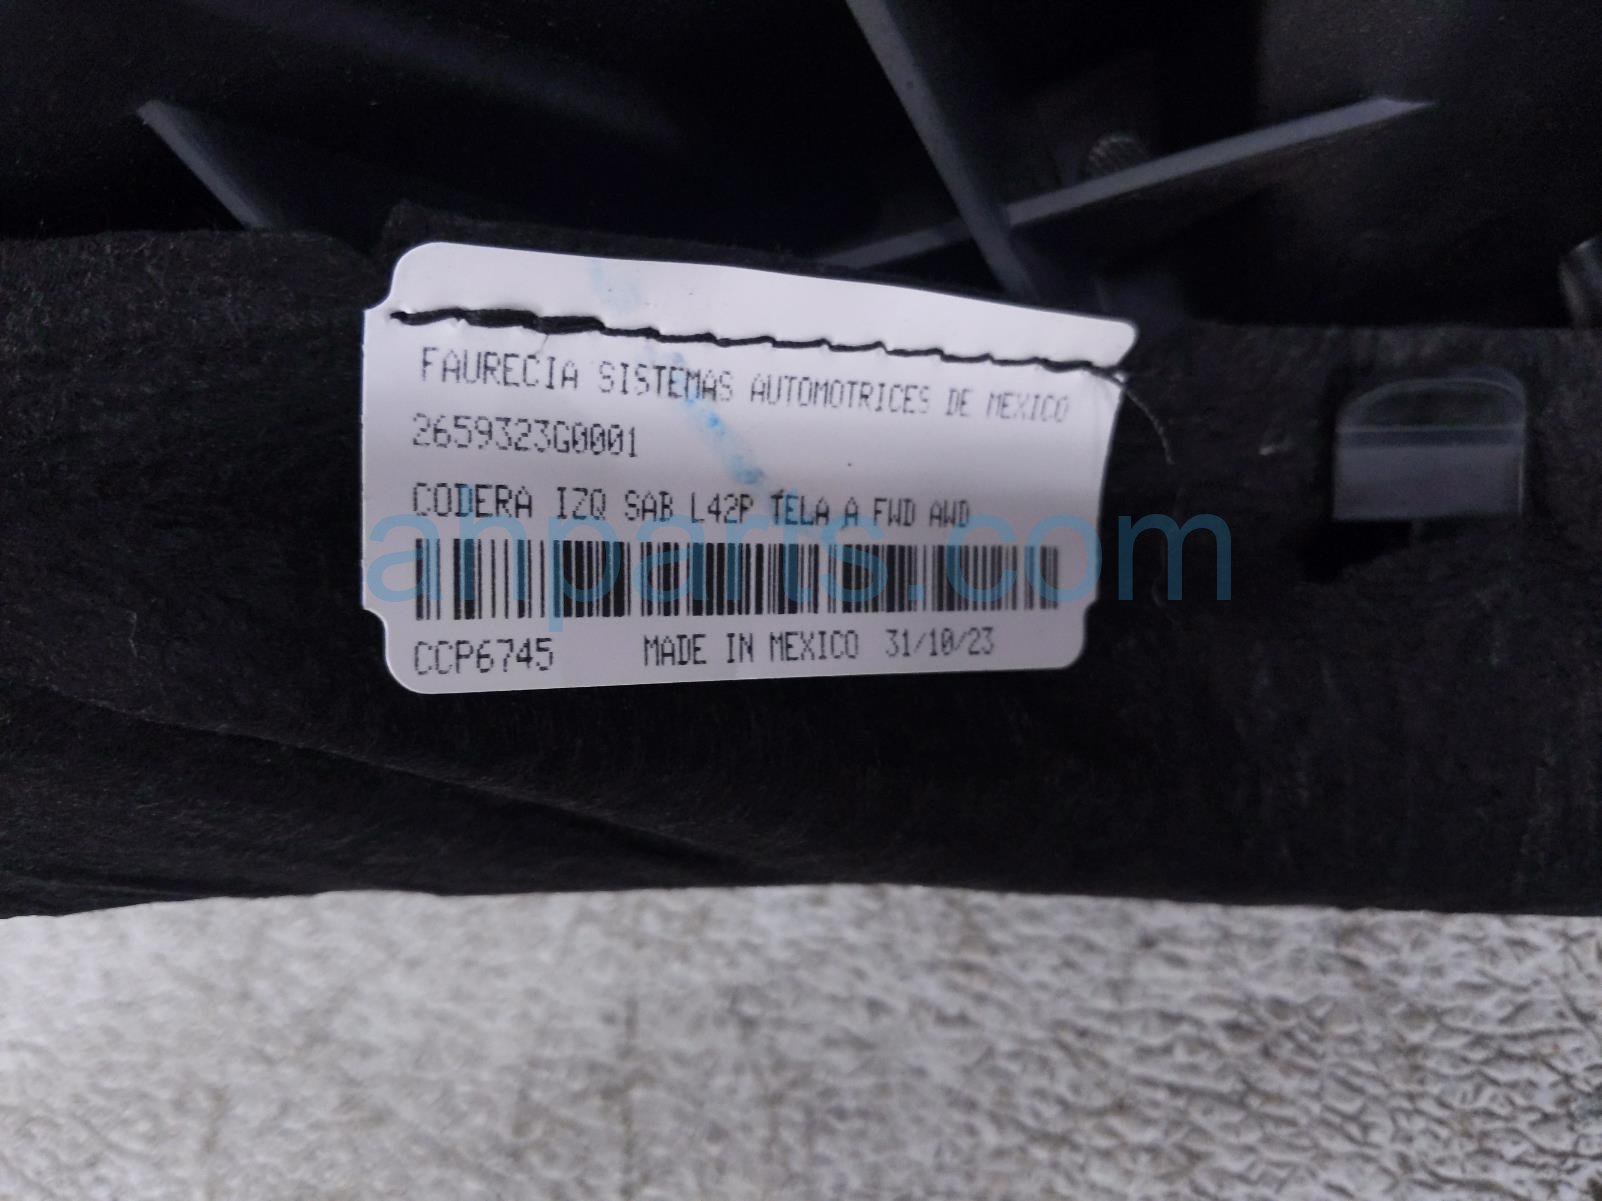 FAURECIA SISTEMAS AUTOMOTRICES DE MEXICO
2659323G0001
CODERA IZQ SAB L42P TELA A FWD AWD
anparts.com
CCP6745 MADE IN MEXICO 31/10/23